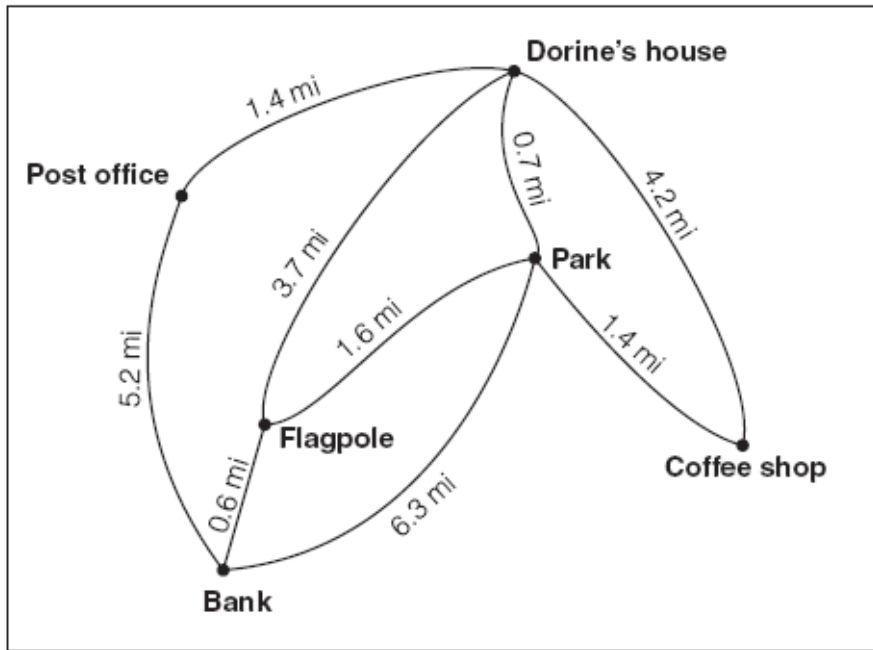 Dorine's house
1.4 mi
Post office
0.7 mi
4.2 mi
3.7 mi
Park
1.6 mi
1.4 mi
5.2 mi
Flagpole
Coffee shop
0.6 mi
6.3 mi
Bank